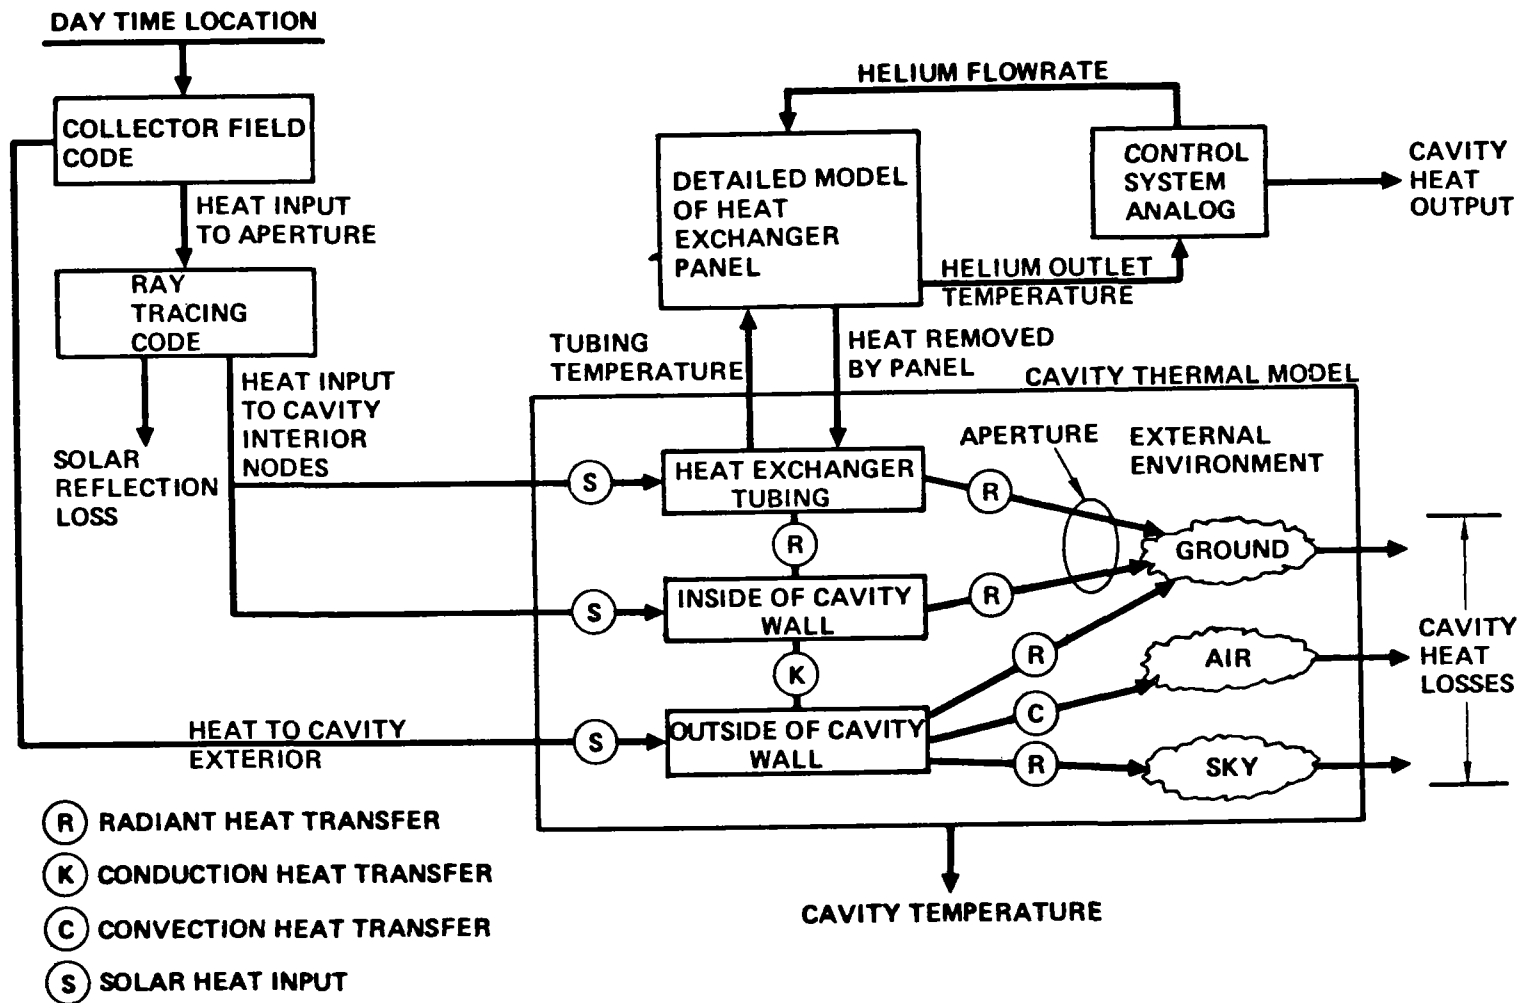 DAY TIME LOCATION
COLLECTOR FIELD
CODE
HEAT INPUT
TO APERTURE
RAY
TRACING
CODE
SOLAR
REFLECTION
LOSS
HEAT INPUT
TO CAVITY
INTERIOR
NODES
HEAT TO CAVITY
EXTERIOR
HELIUM FLOWRATE
DETAILED MODEL
OF HEAT
EXCHANGER
PANEL
CONTROL
SYSTEM
ANALOG
CAVITY
HEAT
OUTPUT
HELIUM OUTLET
TEMPERATURE
TUBING
TEMPERATURE
HEAT REMOVED
BY PANEL
CAVITY THERMAL MODEL
APERTURE
EXTERNAL
ENVIRONMENT
S
HEAT EXCHANGER
TUBING
R
GROUND
R
S
INSIDE OF CAVITY
WALL
R
K
R
AIR
S
OUTSIDE OF CAVITY
WALL
C
R
SKY
CAVITY
HEAT
LOSSES
CAVITY TEMPERATURE
R RADIANT HEAT TRANSFER
K CONDUCTION HEAT TRANSFER
C CONVECTION HEAT TRANSFER
S SOLAR HEAT INPUT